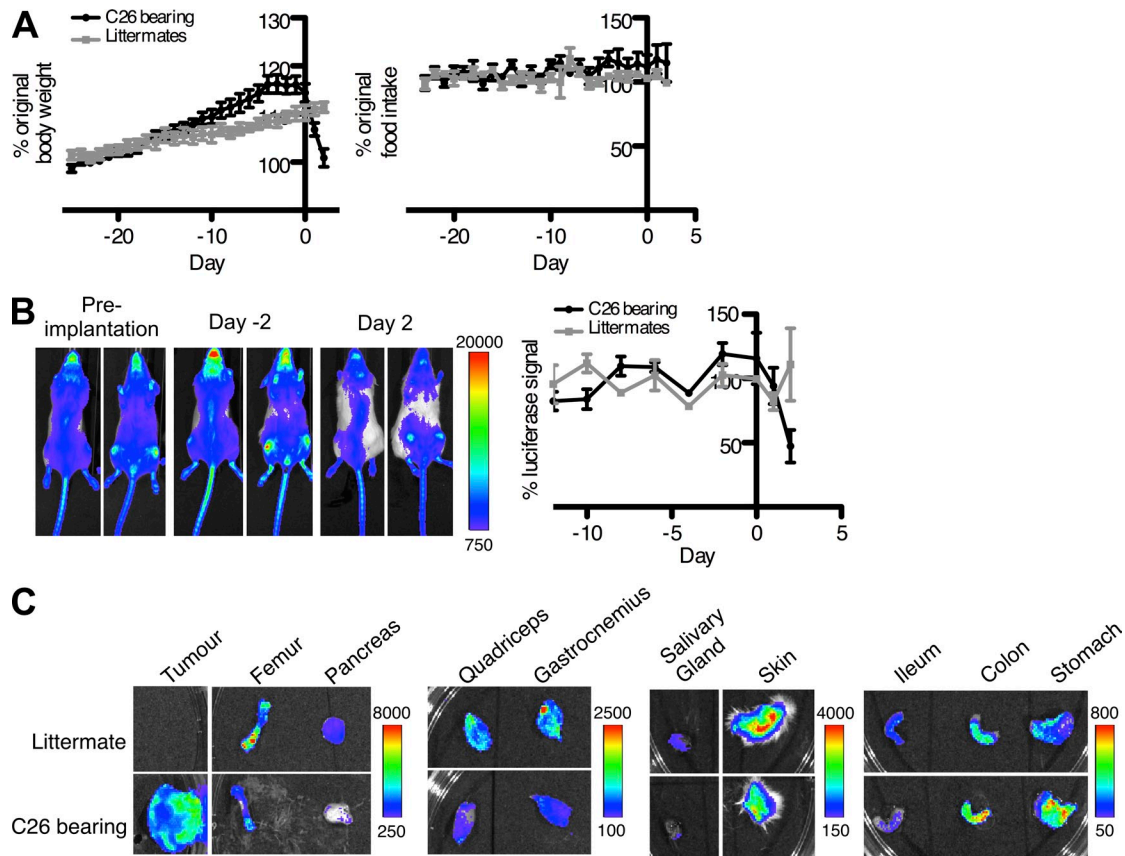 A
C26 bearing
Littermates
% original
body weight
130
120
100
-20
-10
0
Day
% original
food intake
150
100
50
-20
-10
0
5
Day
B
Pre-
implantation
Day -2
Day 2
20000
750
C26 bearing
Littermates
% luciferase signal
150
100
50
-10
-5
0
5
Day
C
Tumour
Femur
Pancreas
Quadriceps
Gastrocnemius
Salivary
Gland
Skin
Ileum
Colon
Stomach
Littermate
8000
2500
4000
800
C26 bearing
250
100
150
50